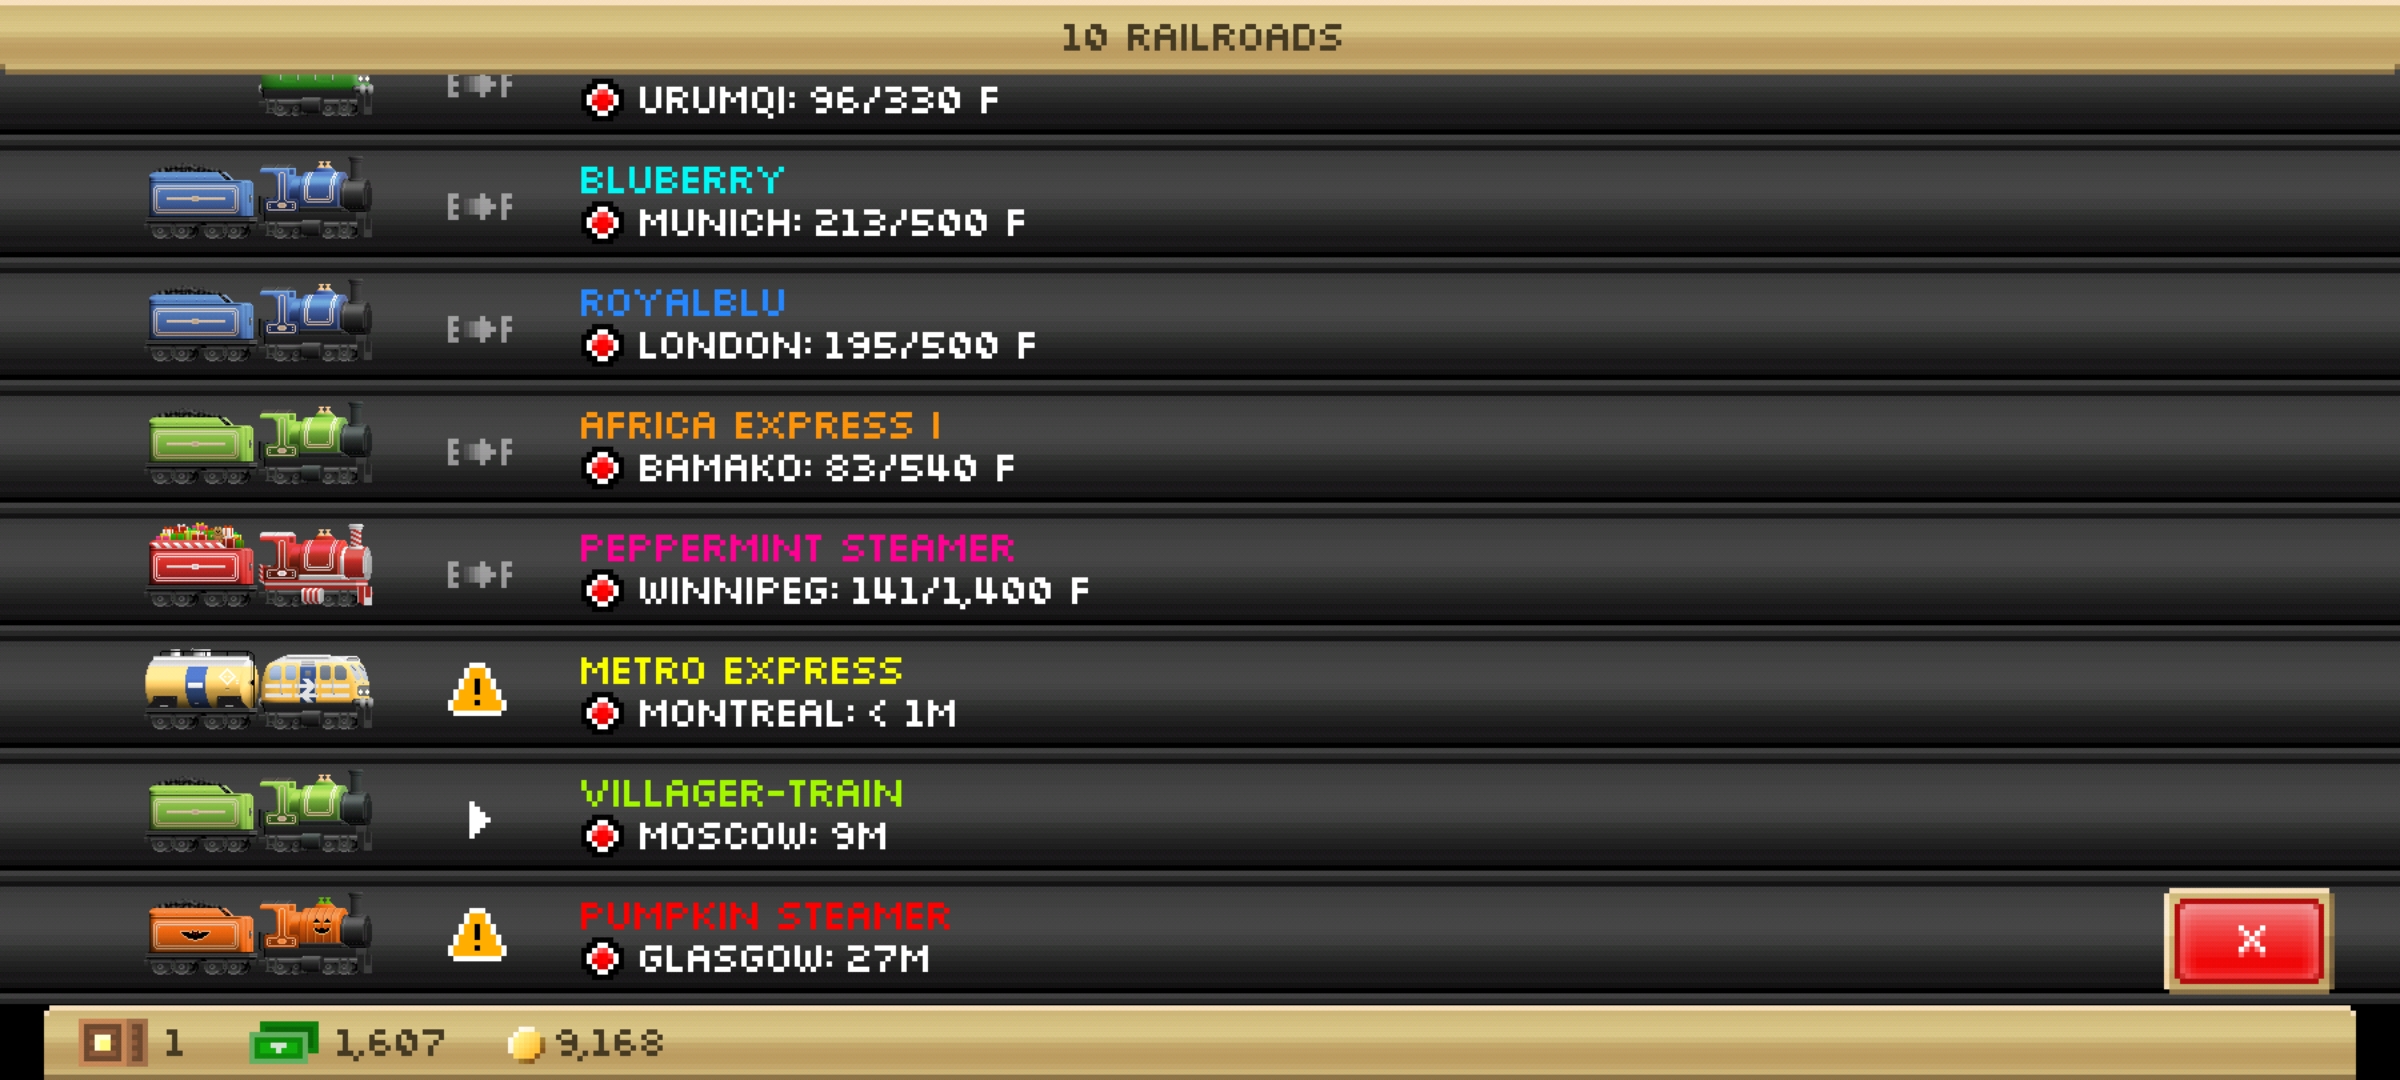 10 RAILROADS
E F
URUMQI: 96/330 F
BLUBERRY
E F
MUNICH: 213/500 F
ROYALBLU
E F
LONDON: 195/500 F
AFRICA EXPRESS I
E F
BAMAKO: 83/540 F
PEPPERMINT STEAMER
E F
WINNIPEG: 141/1,400 F
METRO EXPRESS
MONTREAL: < 1M
VILLAGER-TRAIN
MOSCOW: 9M
PUMPKIN STEAMER
GLASGOW: 27M
X
1 1,607 9,168